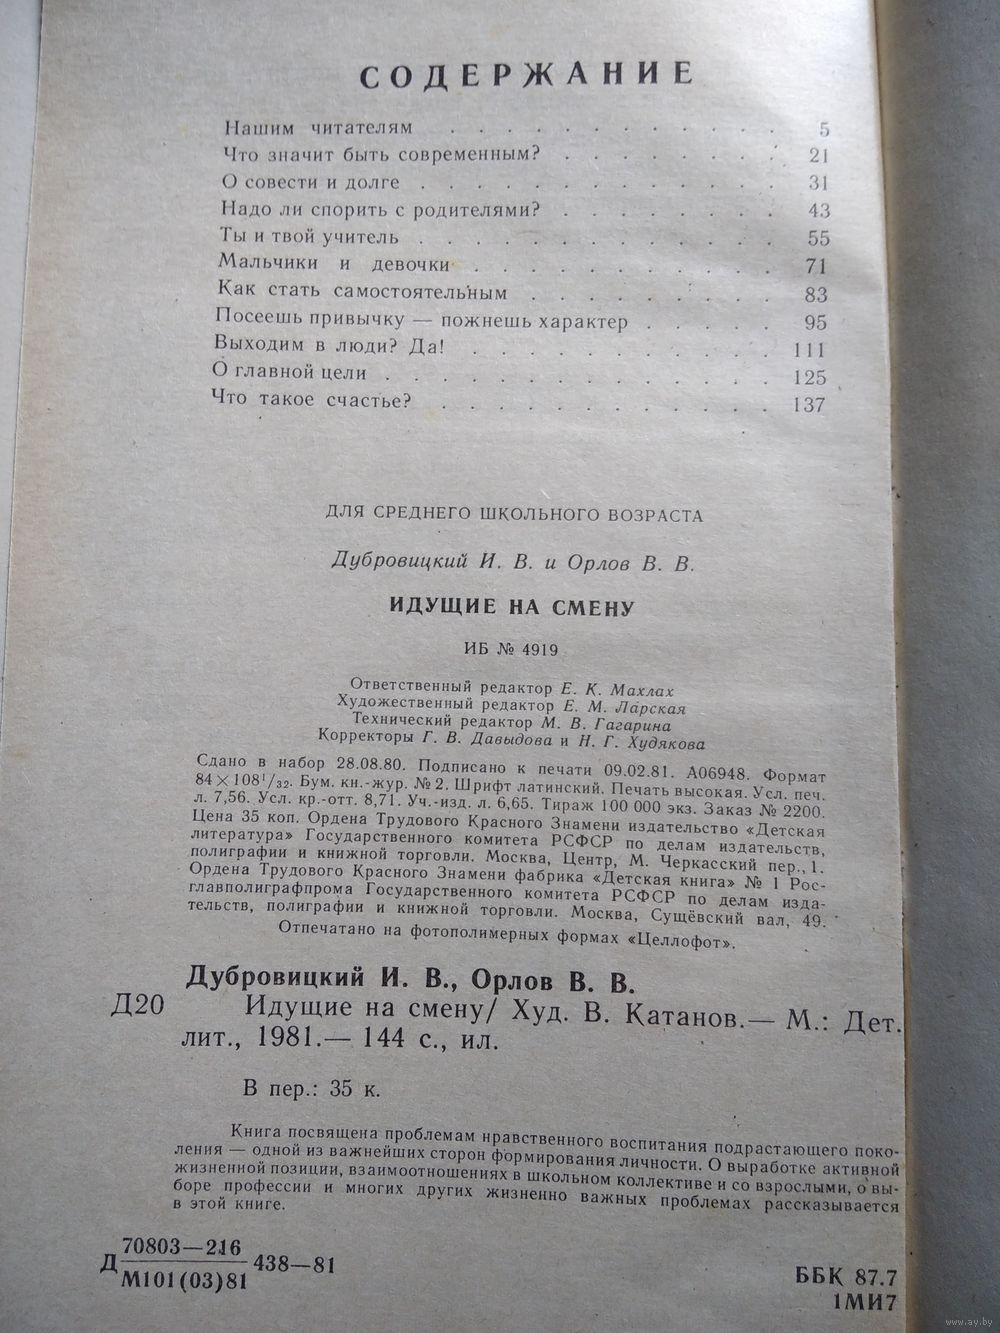 СОДЕРЖАНИЕ
Нашим читателям . . . . . . . . . . . . 5
Что значит быть современным? . . . . . . . . 21
О совести и долге . . . . . . . . . . . . . 31
Надо ли спорить с родителями? . . . . . . . . 43
Ты и твой учитель . . . . . . . . . . . . . 55
Мальчики и девочки . . . . . . . . . . . 71
Как стать самостоятельным . . . . . . . . . 83
Посеешь привычку — пожнешь характер . . . . . 95
Выходим в люди? Да! . . . . . . . . . . . 111
О главной цели . . . . . . . . . . . . . . 125
Что такое счастье? . . . . . . . . . . . . 137
ДЛЯ СРЕДНЕГО ШКОЛЬНОГО ВОЗРАСТА
Дубровицкий И. В. и Орлов В. В.
ИДУЩИЕ НА СМЕНУ
ИБ № 4919
Ответственный редактор Е. К. Махлах
Художественный редактор Е. М. Ларская
Технический редактор М. В. Гагарина
Корректоры Г. В. Давыдова и Н. Г. Худякова
Сдано в набор 28.08.80. Подписано к печати 09.02.81. А06948. Формат
84×108¹/₃₂. Бум. кн.-жур. № 2. Шрифт латинский. Печать высокая. Усл. печ.
л. 7,56. Усл. кр.-отт. 8,71. Уч.-изд. л. 6,65. Тираж 100 000 экз. Заказ № 2200.
Цена 35 коп. Ордена Трудового Красного Знамени издательство «Детская
литература» Государственного комитета РСФСР по делам издательств,
полиграфии и книжной торговли. Москва, Центр, М. Черкасский пер., 1.
Ордена Трудового Красного Знамени фабрика «Детская книга» № 1 Рос-
главполиграфпрома Государственного комитета РСФСР по делам изда-
тельств, полиграфии и книжной торговли. Москва, Сущёвский вал, 49.
Отпечатано на фотополимерных формах «Целлофот».
Дубровицкий И. В., Орлов В. В.
Д20 Идущие на смену/ Худ. В. Катанов.— М.: Дет.
лит., 1981.— 144 с., ил.
В пер.: 35 к.
Книга посвящена проблемам нравственного воспитания подрастающего поко-
ления — одной из важнейших сторон формирования личности. О выработке активной
жизненной позиции, взаимоотношениях в школьном коллективе и со взрослыми, о вы-
боре профессии и многих других жизненно важных проблемах рассказывается
в этой книге.
Д 70803—216 438—81
М101(03)81
ББК 87.7
1МИ7
www.ay.by